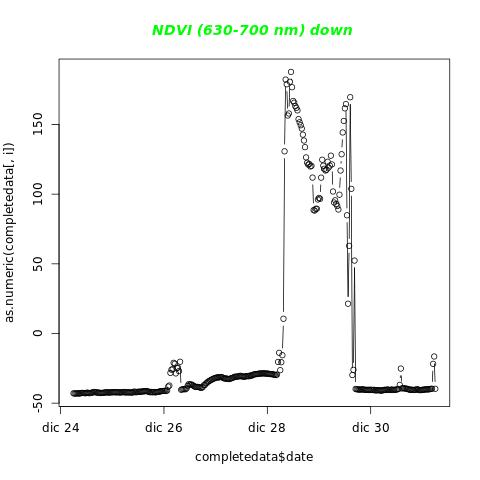 NDVI (630-700 nm) down
as.numeric(completedata[, i])
150
100
50
0
-50
dic 24 dic 26 dic 28 dic 30
completedata$date